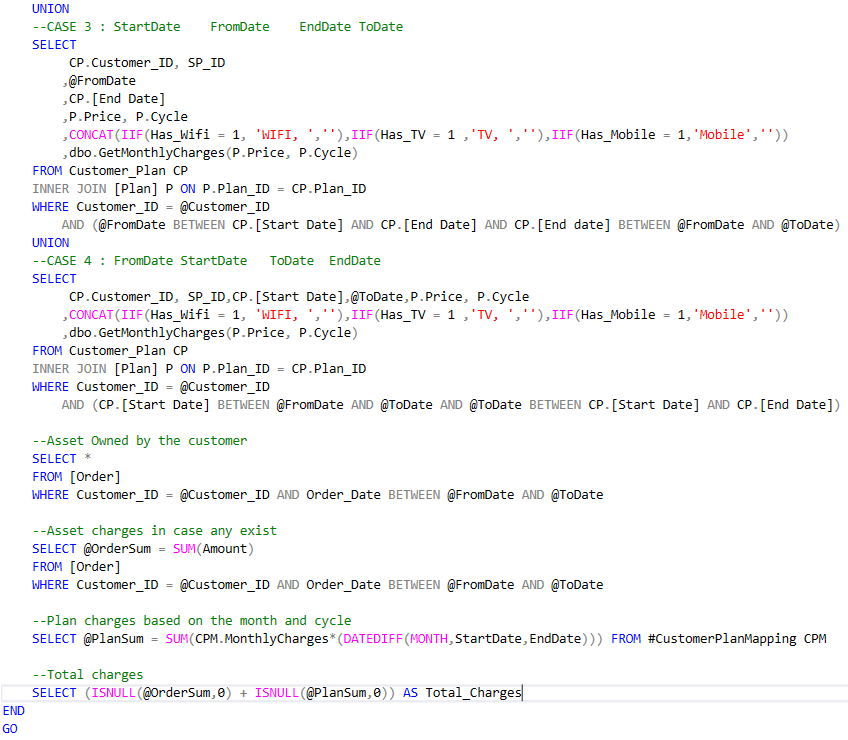 UNION
--CASE 3 : StartDate    FromDate    EndDate ToDate
SELECT
     CP.Customer_ID, SP_ID
    ,@FromDate
    ,CP.[End Date]
    ,P.Price, P.Cycle
    ,CONCAT(IIF(Has_Wifi = 1, 'WIFI, ',''),IIF(Has_TV = 1 ,'TV, ',''),IIF(Has_Mobile = 1,'Mobile',''))
    ,dbo.GetMonthlyCharges(P.Price, P.Cycle)
FROM Customer_Plan CP
INNER JOIN [Plan] P ON P.Plan_ID = CP.Plan_ID
WHERE Customer_ID = @Customer_ID
    AND (@FromDate BETWEEN CP.[Start Date] AND CP.[End Date] AND CP.[End date] BETWEEN @FromDate AND @ToDate)
UNION
--CASE 4 : FromDate StartDate   ToDate  EndDate
SELECT
     CP.Customer_ID, SP_ID,CP.[Start Date],@ToDate,P.Price, P.Cycle
    ,CONCAT(IIF(Has_Wifi = 1, 'WIFI, ',''),IIF(Has_TV = 1 ,'TV, ',''),IIF(Has_Mobile = 1,'Mobile',''))
    ,dbo.GetMonthlyCharges(P.Price, P.Cycle)
FROM Customer_Plan CP
INNER JOIN [Plan] P ON P.Plan_ID = CP.Plan_ID
WHERE Customer_ID = @Customer_ID
    AND (CP.[Start Date] BETWEEN @FromDate AND @ToDate AND @ToDate BETWEEN CP.[Start Date] AND CP.[End Date])
--Asset Owned by the customer
SELECT *
FROM [Order]
WHERE Customer_ID = @Customer_ID AND Order_Date BETWEEN @FromDate AND @ToDate
--Asset charges in case any exist
SELECT @OrderSum = SUM(Amount)
FROM [Order]
WHERE Customer_ID = @Customer_ID AND Order_Date BETWEEN @FromDate AND @ToDate
--Plan charges based on the month and cycle
SELECT @PlanSum = SUM(CPM.MonthlyCharges*(DATEDIFF(MONTH,StartDate,EndDate))) FROM #CustomerPlanMapping CPM
--Total charges
SELECT (ISNULL(@OrderSum,0) + ISNULL(@PlanSum,0)) AS Total_Charges
END
GO